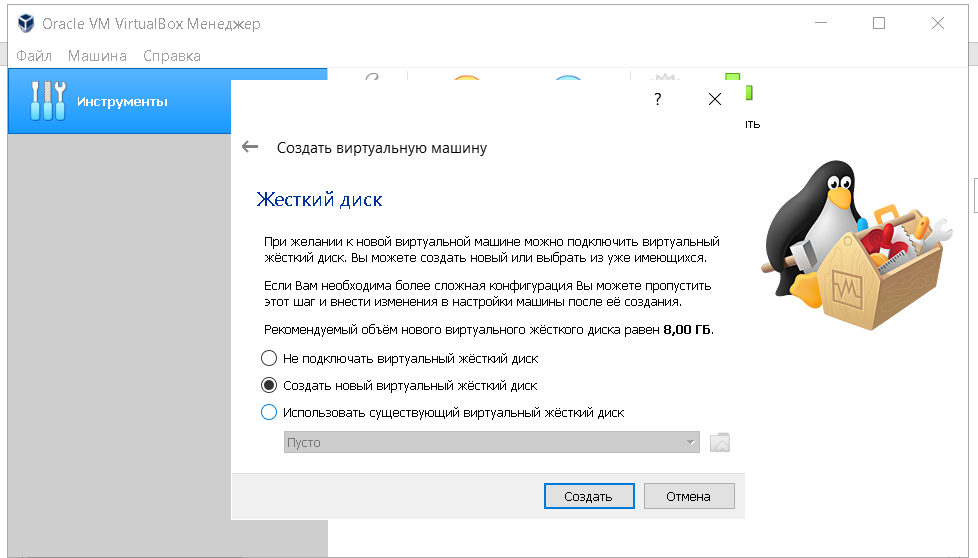 Oracle VM VirtualBox Менеджер
Файл Машина Справка
Инструменты
?
ить
Создать виртуальную машину
Жесткий диск
При желании к новой виртуальной машине можно подключить виртуальный
жёсткий диск. Вы можете создать новый или выбрать из уже имеющихся.
Если Вам необходима более сложная конфигурация Вы можете пропустить
этот шаг и внести изменения в настройки машины после её создания.
Рекомендуемый объём нового виртуального жёсткого диска равен 8,00 ГБ.
Не подключать виртуальный жёсткий диск
Создать новый виртуальный жёсткий диск
Использовать существующий виртуальный жёсткий диск
Пусто
Создать Отмена